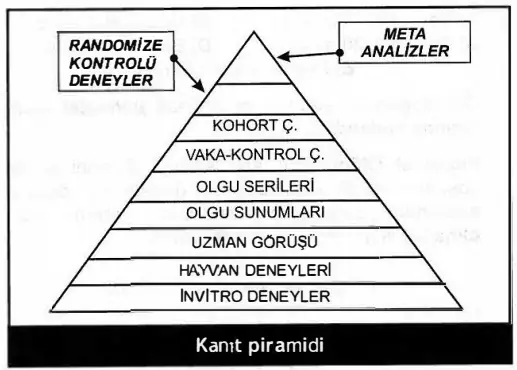 RANDOMİZE
KONTROLÜ
DENEYLER
META
ANALİZLER
KOHORT Ç.
VAKA-KONTROL Ç.
OLGU SERİLERİ
OLGU SUNUMLARI
UZMAN GÖRÜŞÜ
HAYVAN DENEYLERİ
İNVİTRO DENEYLER
Kanıt piramidi